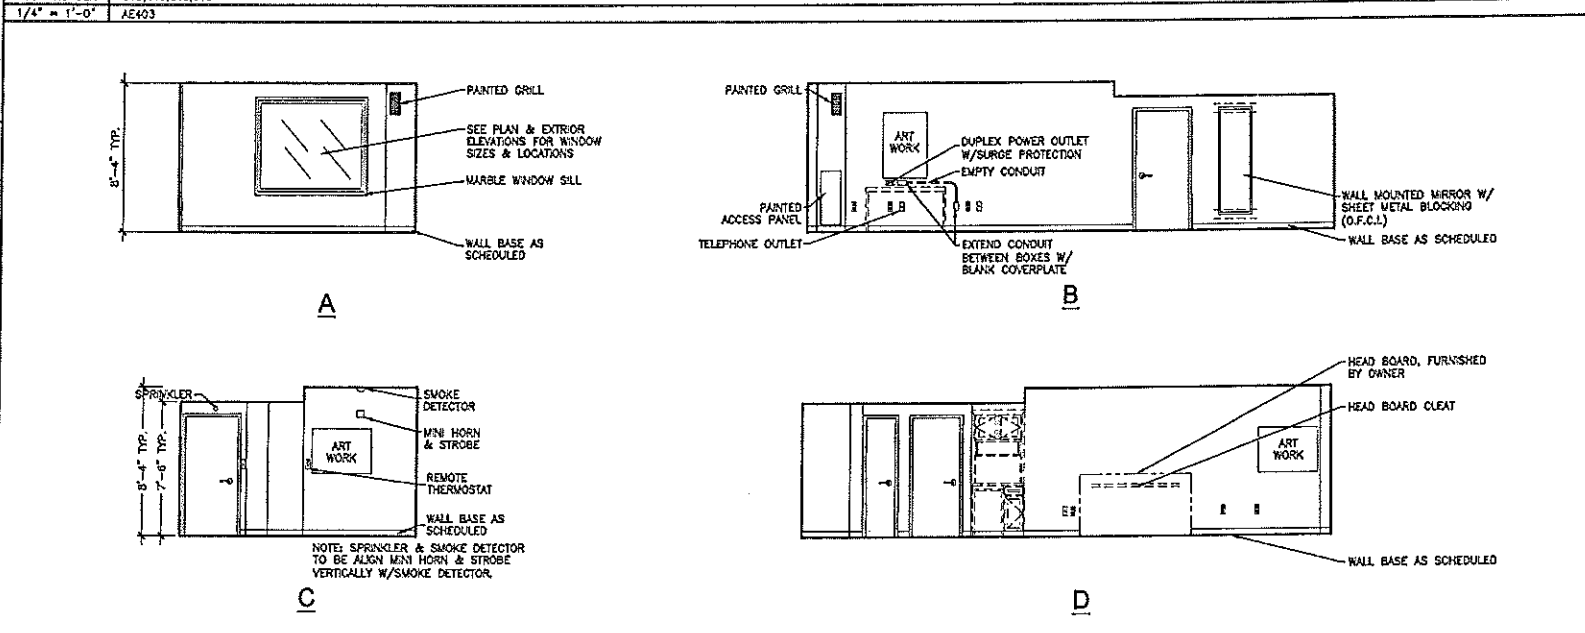 1/4" = 1'-0" AE403
8'-4" TYP.
PAINTED GRILL
SEE PLAN & EXTRIOR
ELEVATIONS FOR WINDOW
SIZES & LOCATIONS
MARBLE WINDOW SILL
WALL BASE AS
SCHEDULED
A
PAINTED GRILL
ART
WORK
DUPLEX POWER OUTLET
W/SURGE PROTECTION
EMPTY CONDUIT
PAINTED
ACCESS PANEL
TELEPHONE OUTLET
EXTEND CONDUIT
BETWEEN BOXES W/
BLANK COVERPLATE
WALL MOUNTED MIRROR W/
SHEET METAL BLOCKING
(O.F.C.I.)
WALL BASE AS SCHEDULED
B
8'-4" TYP.
7'-6" TYP.
SPRINKLER
SMOKE
DETECTOR
MINI HORN
& STROBE
ART
WORK
REMOTE
THERMOSTAT
WALL BASE AS
SCHEDULED
NOTE: SPRINKLER & SMOKE DETECTOR
TO BE ALIGN MINI HORN & STROBE
VERTICALLY W/SMOKE DETECTOR.
C
HEAD BOARD, FURNISHED
BY OWNER
HEAD BOARD CLEAT
ART
WORK
WALL BASE AS SCHEDULED
D